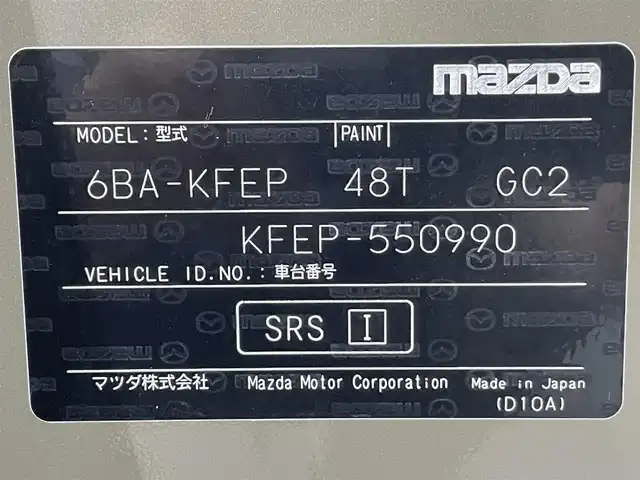 mazda
MODEL：型式 |PAINT|
6BA-KFEP 48T GC2
KFEP-550990
VEHICLE ID.NO.：車台番号
SRS I
マツダ株式会社 Mazda Motor Corporation Made in Japan
(D10A)